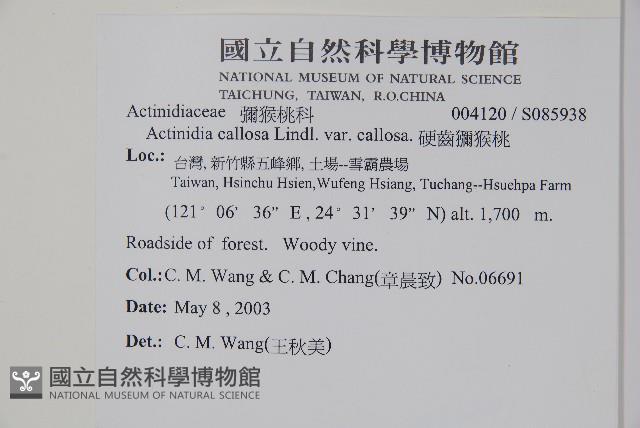 國立自然科學博物館
NATIONAL MUSEUM OF NATURAL SCIENCE
TAICHUNG, TAIWAN, R.O.CHINA
Actinidiaceae 獼猴桃科 004120 / S085938
Actinidia callosa Lindl. var. callosa. 硬齒獼猴桃
Loc.: 台灣, 新竹縣五峰鄉, 土場--雪霸農場
Taiwan, Hsinchu Hsien,Wufeng Hsiang, Tuchang--Hsuehpa Farm
(121° 06' 36” E , 24° 31' 39” N) alt. 1,700 m.
Roadside of forest. Woody vine.
Col.: C. M. Wang & C. M. Chang(章晨致) No.06691
Date: May 8 , 2003
Det.: C. M. Wang(王秋美)
國立自然科學博物館
NATIONAL MUSEUM OF NATURAL SCIENCE